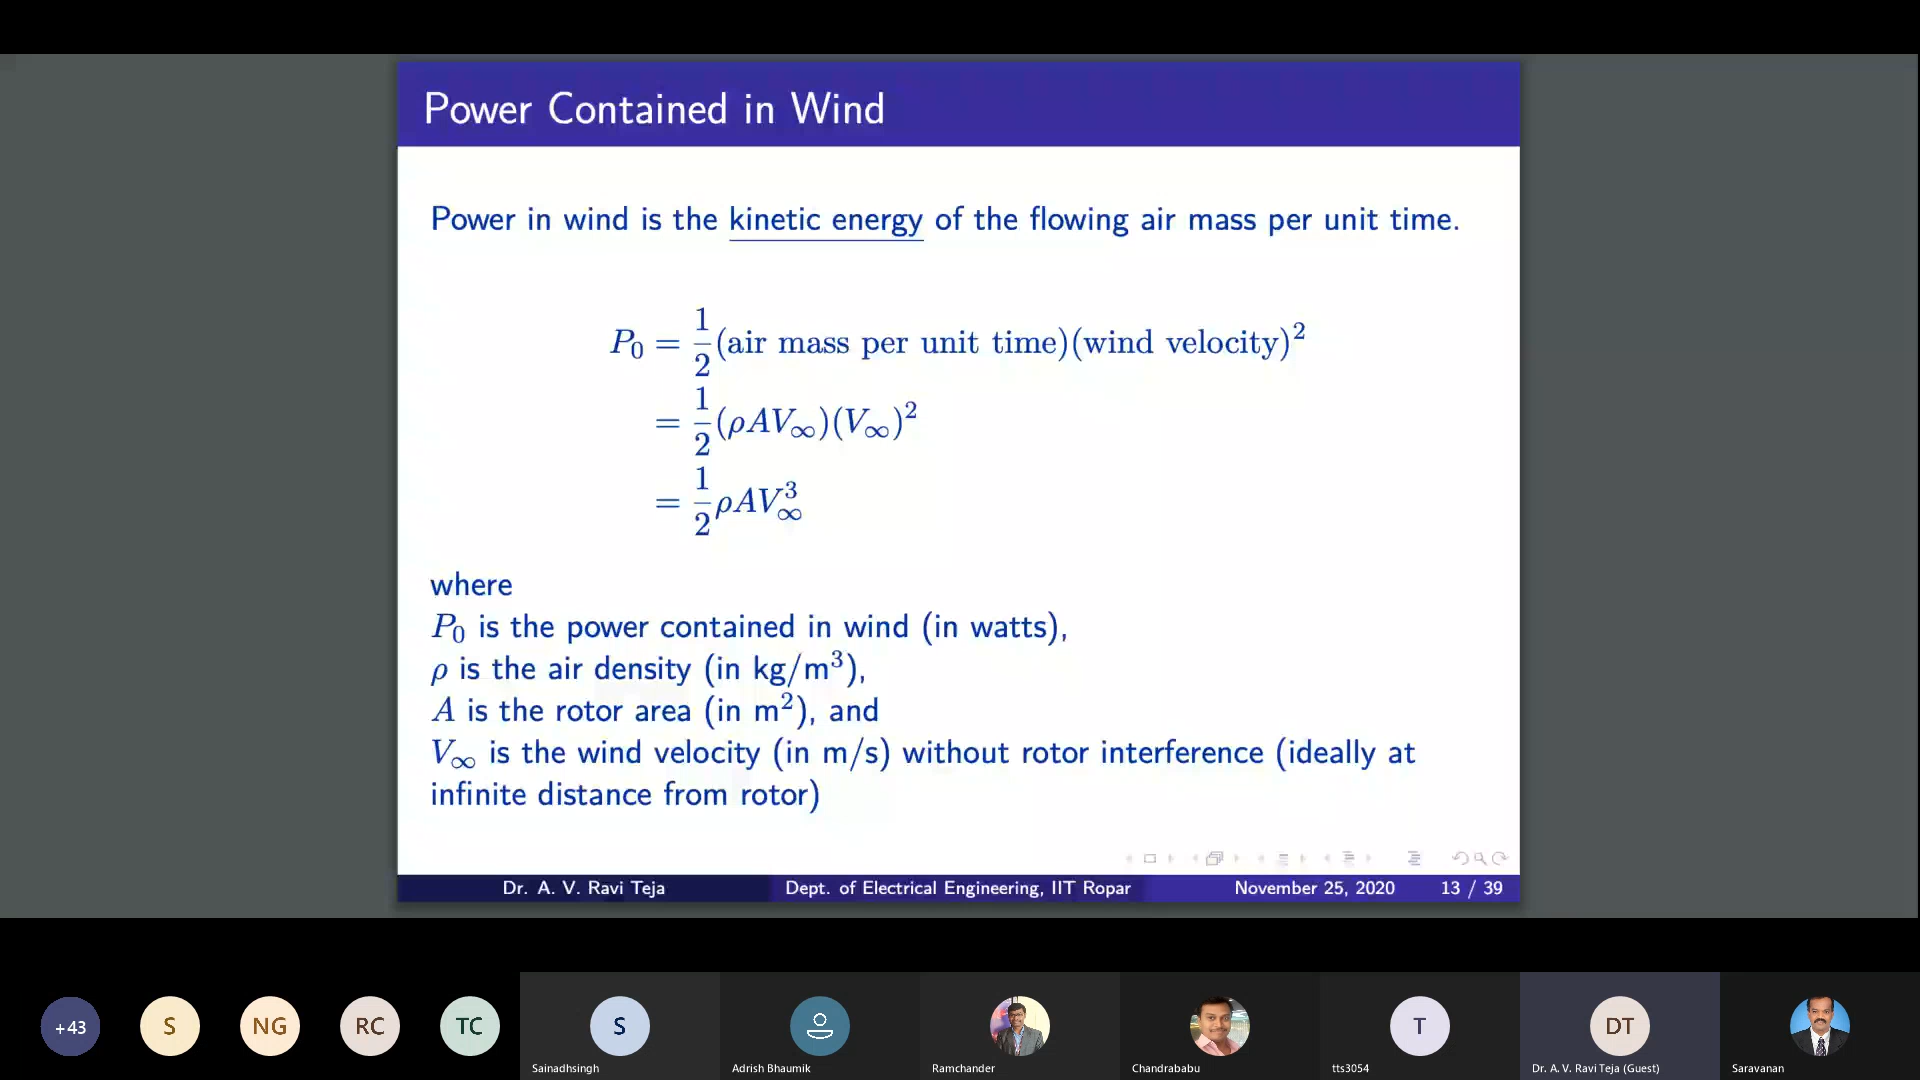 Power Contained in Wind
Power in wind is the kinetic energy of the flowing air mass per unit time.
P₀ = 1/2 (air mass per unit time)(wind velocity)²
= 1/2 (ρAV∞)(V∞)²
= 1/2 ρAV∞³
where
P₀ is the power contained in wind (in watts),
ρ is the air density (in kg/m³),
A is the rotor area (in m²), and
V∞ is the wind velocity (in m/s) without rotor interference (ideally at
infinite distance from rotor)
Dr. A. V. Ravi Teja Dept. of Electrical Engineering, IIT Ropar November 25, 2020 13 / 39
+43 S NG RC TC S T DT
Sainadhsingh Adrish Bhaumik Ramchander Chandrababu tts3054 Dr. A. V. Ravi Teja (Guest) Saravanan